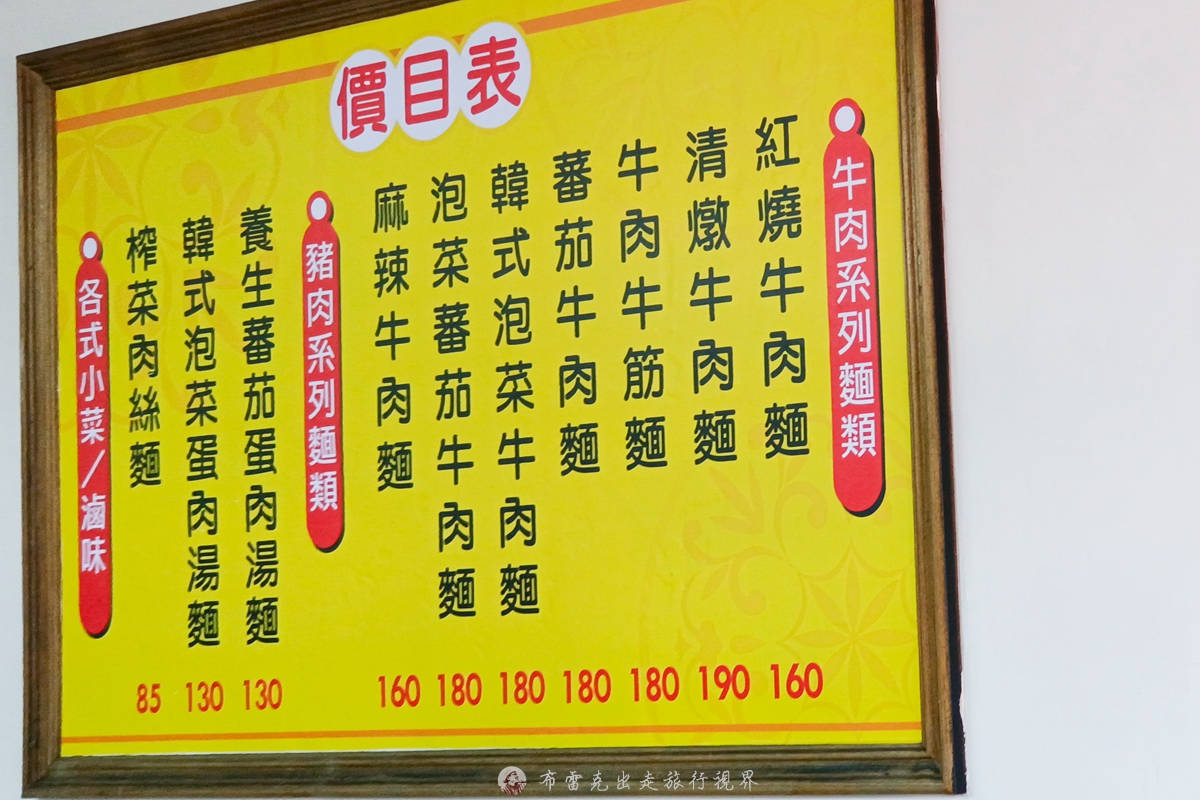 價目表
牛肉系列麵類
紅燒牛肉麵 160
清燉牛肉麵 190
牛肉牛筋麵 180
蕃茄牛肉麵 180
韓式泡菜牛肉麵 180
泡菜蕃茄牛肉麵 180
麻辣牛肉麵 160
豬肉系列麵類
養生蕃茄蛋肉湯麵 130
韓式泡菜蛋肉湯麵 130
榨菜肉絲麵 85
各式小菜/滷味
布雷克出走旅行視界